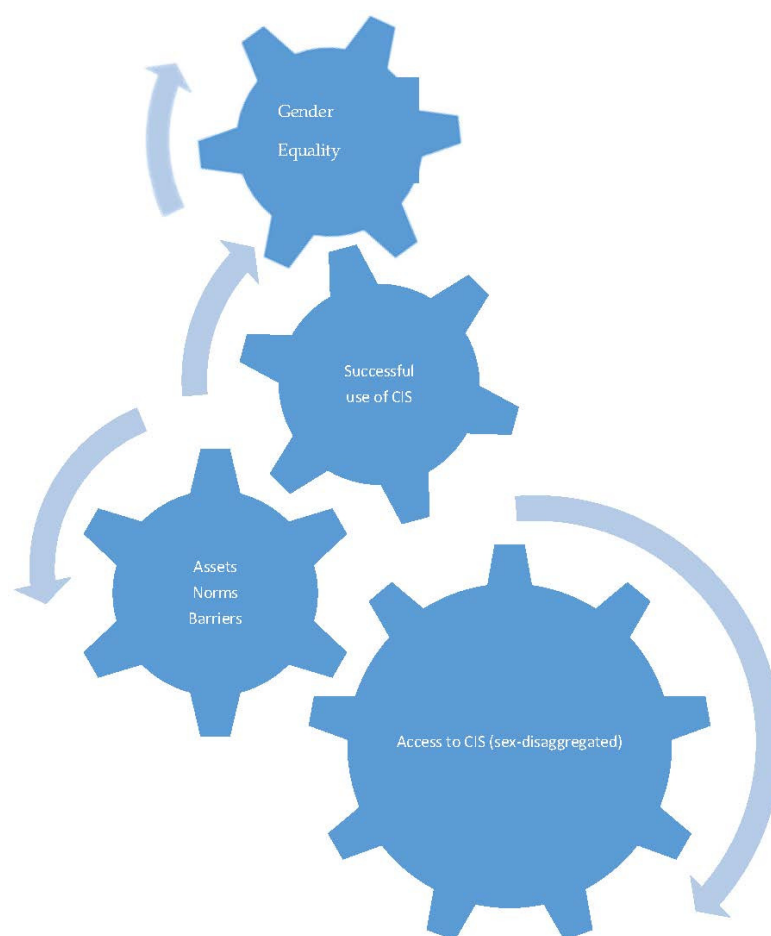 Gender
Equality
Successful
use of CIS
Assets
Norms
Barriers
Access to CIS (sex-disaggregated)